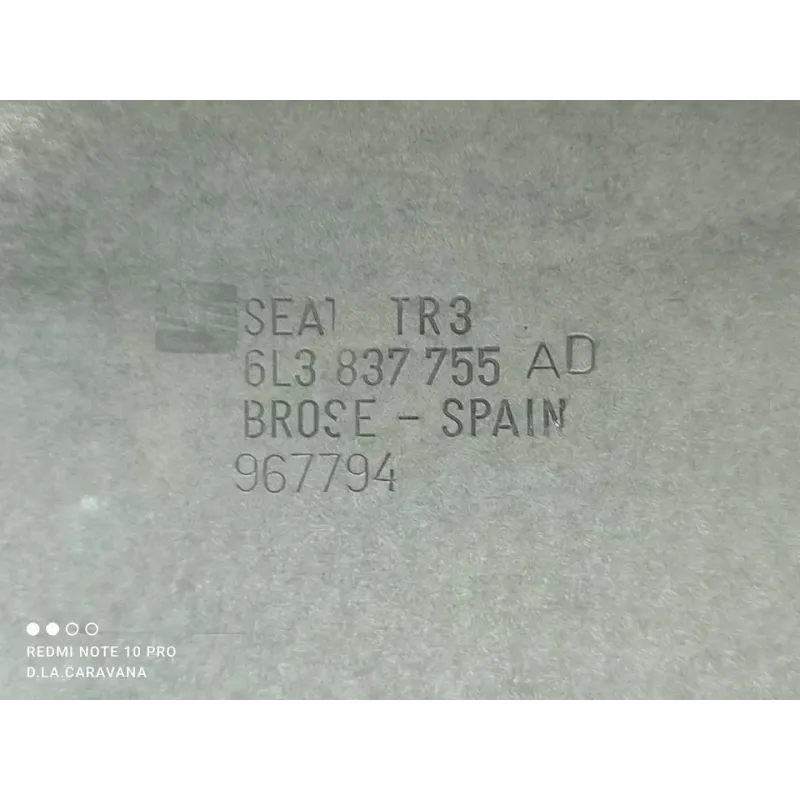 SEAT TR3
6L3 837 755 AD
BROSE - SPAIN
967794
REDMI NOTE 10 PRO
D.LA.CARAVANA